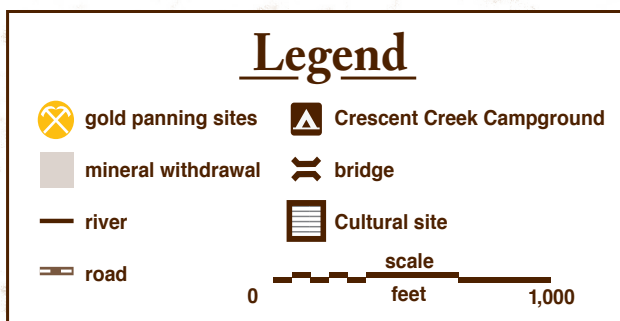 Legend
gold panning sites
Crescent Creek Campground
mineral withdrawal
bridge
river
Cultural site
road
scale
0 feet 1,000